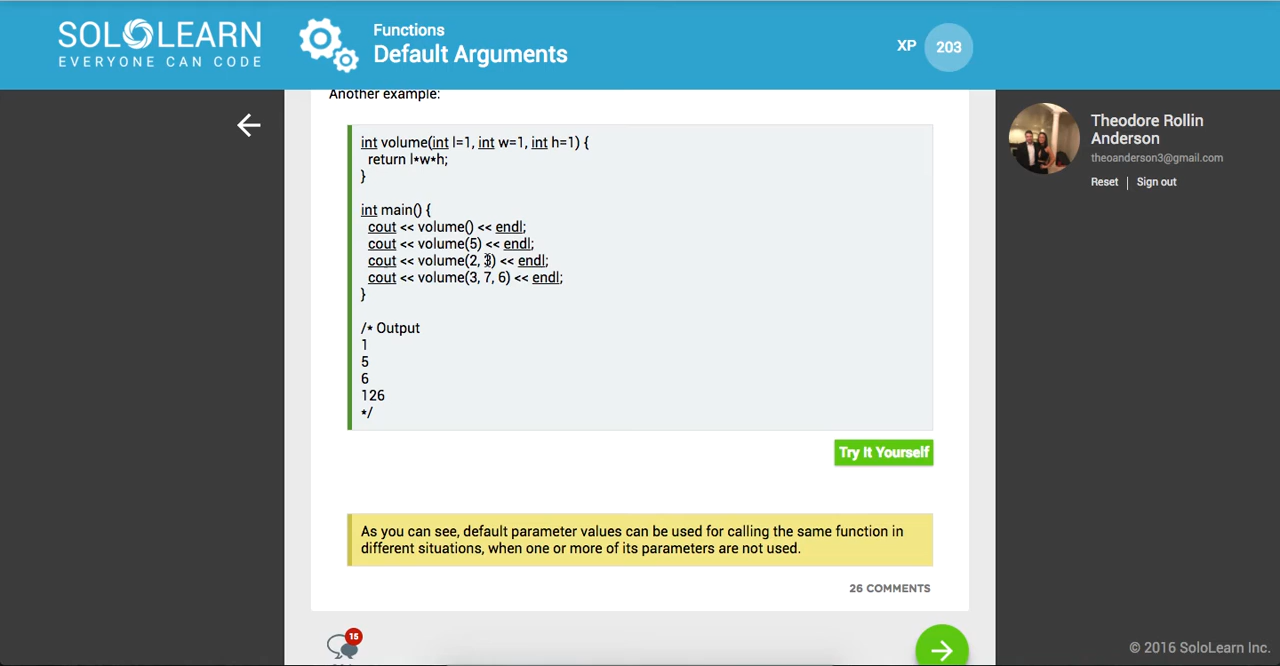 SOLOLEARN
EVERYONE CAN CODE
Functions
Default Arguments
XP 203
Another example:
int volume(int l=1, int w=1, int h=1) {
return l*w*h;
}
int main() {
cout << volume() << endl;
cout << volume(5) << endl;
cout << volume(2, 3) << endl;
cout << volume(3, 7, 6) << endl;
}
/* Output
1
5
6
126
*/
Try It Yourself
As you can see, default parameter values can be used for calling the same function in
different situations, when one or more of its parameters are not used.
26 COMMENTS
15
Theodore Rollin
Anderson
theoanderson3@gmail.com
Reset | Sign out
© 2016 SoloLearn Inc.